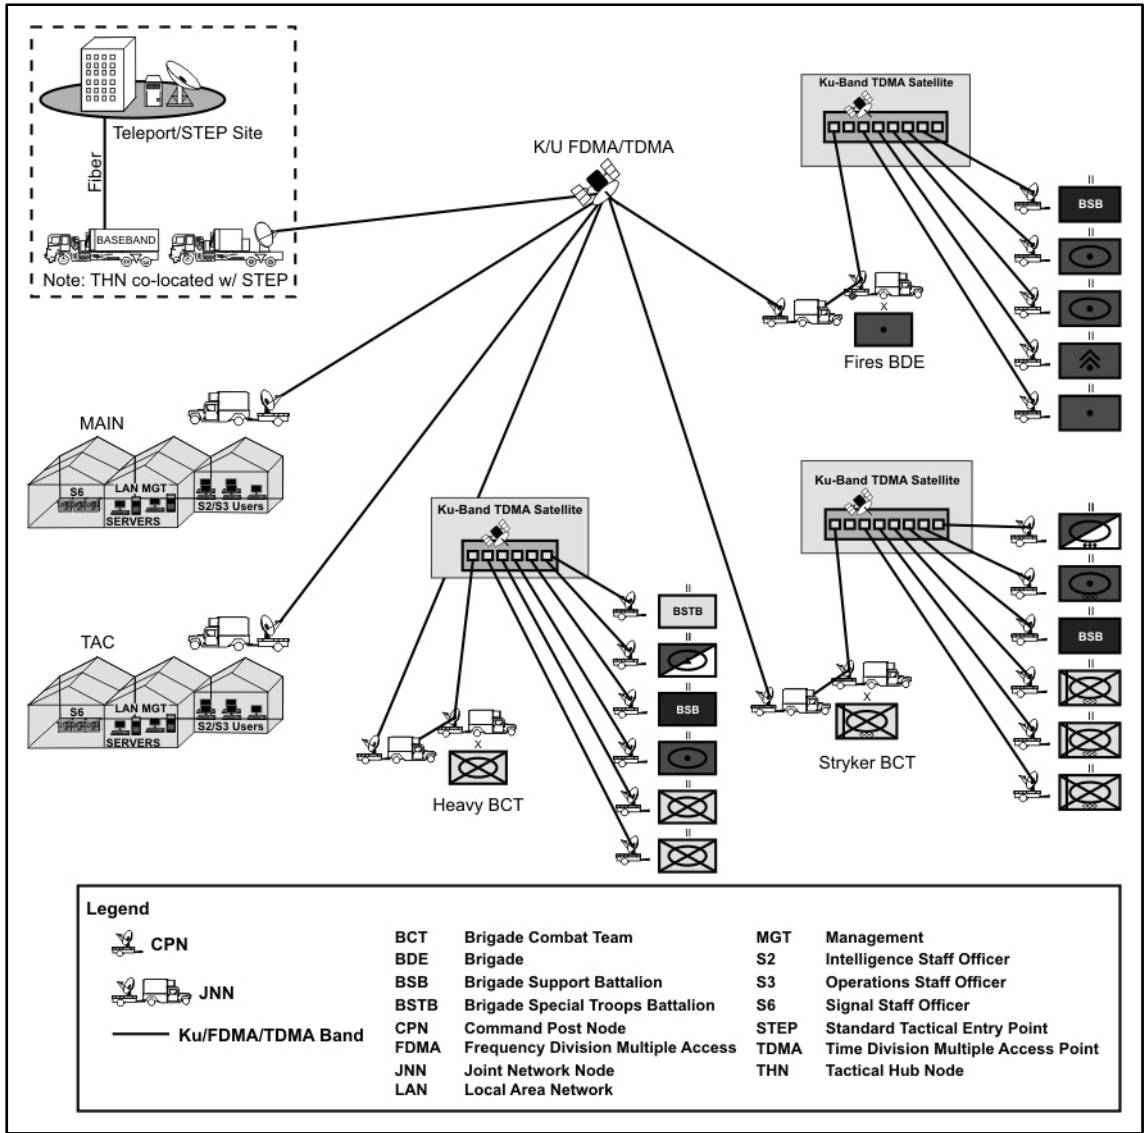 Teleport/STEP Site
Fiber
BASEBAND
Note: THN co-located w/ STEP
K/U FDMA/TDMA
Ku-Band TDMA Satellite
BSB
X
Fires BDE
MAIN
S6
LAN MGT
SERVERS
S2/S3 Users
TAC
S6
LAN MGT
SERVERS
S2/S3 Users
Ku-Band TDMA Satellite
BSTB
BSB
X
Heavy BCT
Ku-Band TDMA Satellite
BSB
X
Stryker BCT
Legend
CPN
JNN
Ku/FDMA/TDMA Band
BCT Brigade Combat Team
BDE Brigade
BSB Brigade Support Battalion
BSTB Brigade Special Troops Battalion
CPN Command Post Node
FDMA Frequency Division Multiple Access
JNN Joint Network Node
LAN Local Area Network
MGT Management
S2 Intelligence Staff Officer
S3 Operations Staff Officer
S6 Signal Staff Officer
STEP Standard Tactical Entry Point
TDMA Time Division Multiple Access Point
THN Tactical Hub Node